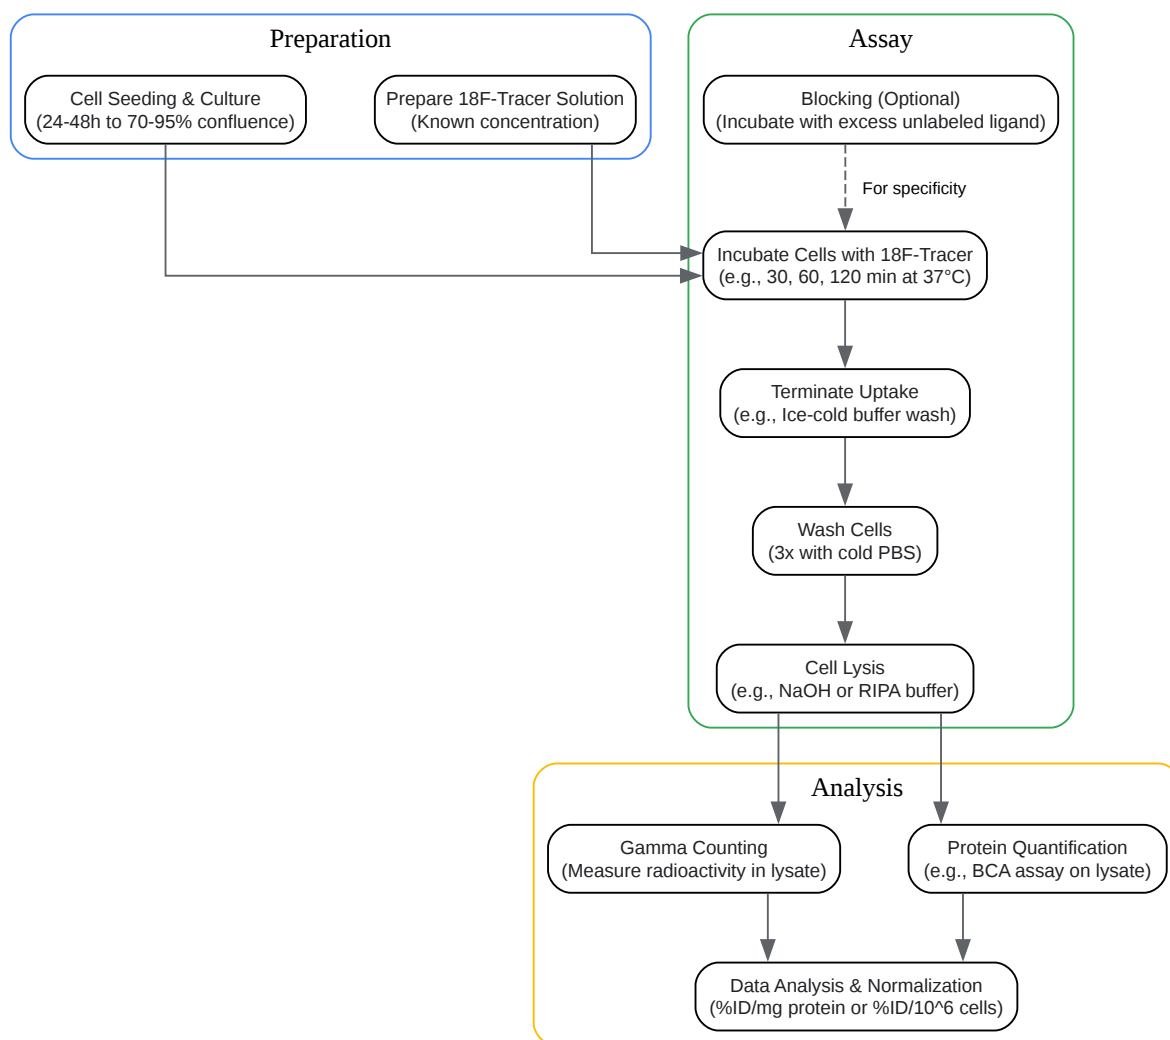 Preparation
Cell Seeding & Culture
(24-48h to 70-95% confluence)
Prepare 18F-Tracer Solution
(Known concentration)
Assay
Blocking (Optional)
(Incubate with excess unlabeled ligand)
For specificity
Incubate Cells with 18F-Tracer
(e.g., 30, 60, 120 min at 37°C)
Terminate Uptake
(e.g., Ice-cold buffer wash)
Wash Cells
(3x with cold PBS)
Cell Lysis
(e.g., NaOH or RIPA buffer)
Analysis
Gamma Counting
(Measure radioactivity in lysate)
Protein Quantification
(e.g., BCA assay on lysate)
Data Analysis & Normalization
(%ID/mg protein or %ID/10^6 cells)